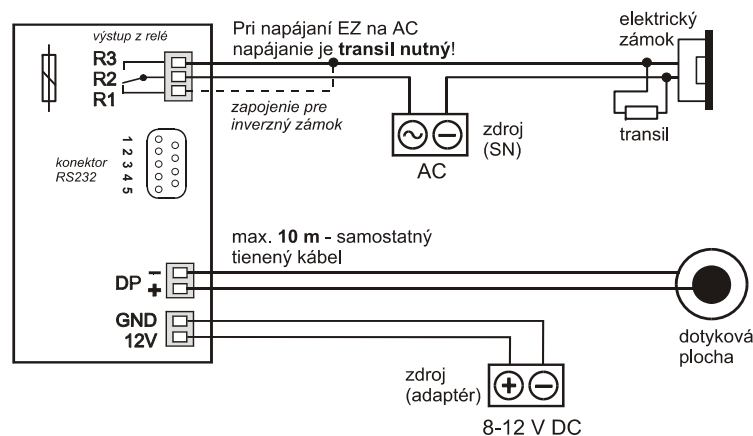 výstup z relé
R3
R2
R1
Pri napájaní EZ na AC
napájanie je transil nutný!
elektrický
zámok
zapojenie pre
inverzný zámok
transil
zdroj
(SN)
AC
konektor
RS232
1
2
3
4
5
max. 10 m - samostatný
tienený kábel
DP
−
+
GND
12V
dotyková
plocha
zdroj
(adaptér)
8-12 V DC